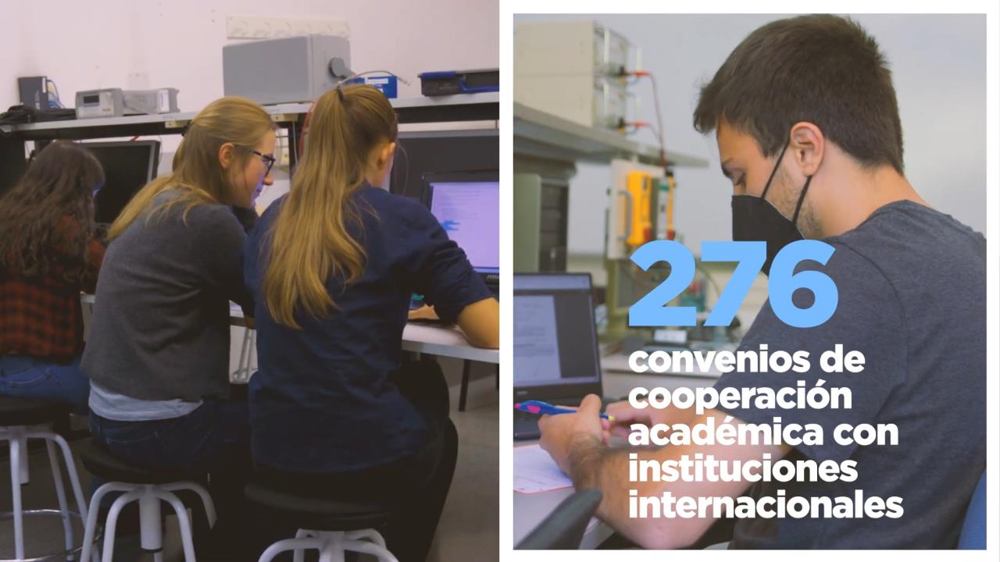 276
convenios de
cooperación
académica con
instituciones
internacionales